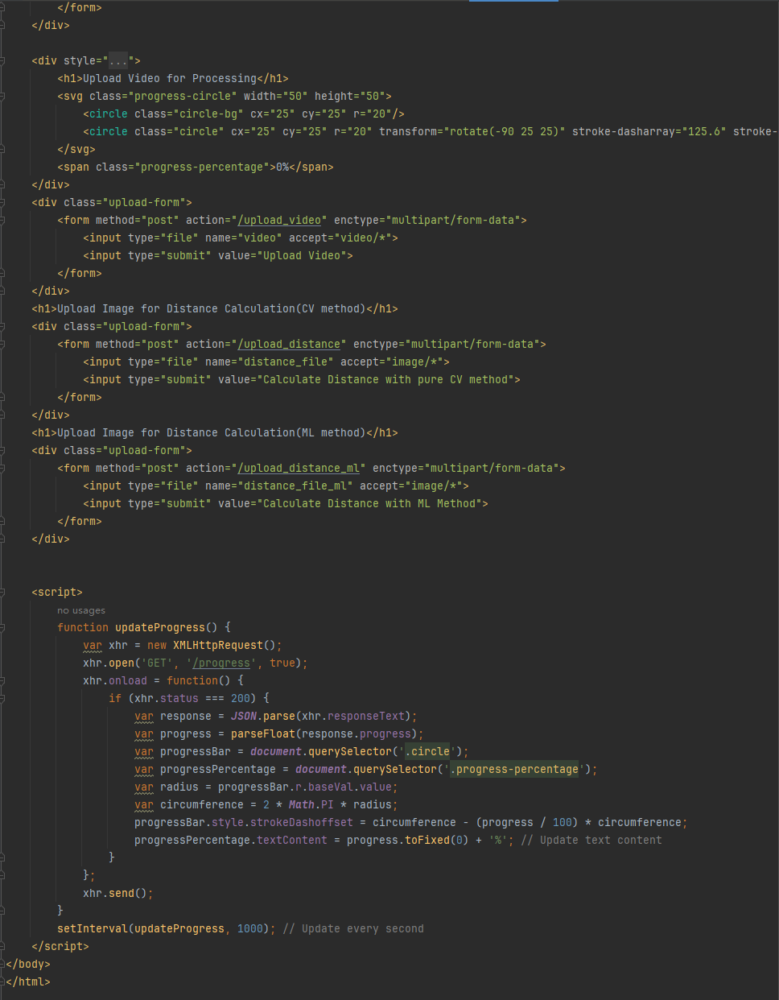 </form>
    </div>

    <div style="...">
        <h1>Upload Video for Processing</h1>
        <svg class="progress-circle" width="50" height="50">
            <circle class="circle-bg" cx="25" cy="25" r="20"/>
            <circle class="circle" cx="25" cy="25" r="20" transform="rotate(-90 25 25)" stroke-dasharray="125.6" stroke-
        </svg>
        <span class="progress-percentage">0%</span>
    </div>
    <div class="upload-form">
        <form method="post" action="/upload_video" enctype="multipart/form-data">
            <input type="file" name="video" accept="video/*">
            <input type="submit" value="Upload Video">
        </form>
    </div>
    <h1>Upload Image for Distance Calculation(CV method)</h1>
    <div class="upload-form">
        <form method="post" action="/upload_distance" enctype="multipart/form-data">
            <input type="file" name="distance_file" accept="image/*">
            <input type="submit" value="Calculate Distance with pure CV method">
        </form>
    </div>
    <h1>Upload Image for Distance Calculation(ML method)</h1>
    <div class="upload-form">
        <form method="post" action="/upload_distance_ml" enctype="multipart/form-data">
            <input type="file" name="distance_file_ml" accept="image/*">
            <input type="submit" value="Calculate Distance with ML Method">
        </form>
    </div>


    <script>
        no usages
        function updateProgress() {
            var xhr = new XMLHttpRequest();
            xhr.open('GET', '/progress', true);
            xhr.onload = function() {
                if (xhr.status === 200) {
                    var response = JSON.parse(xhr.responseText);
                    var progress = parseFloat(response.progress);
                    var progressBar = document.querySelector('.circle');
                    var progressPercentage = document.querySelector('.progress-percentage');
                    var radius = progressBar.r.baseVal.value;
                    var circumference = 2 * Math.PI * radius;
                    progressBar.style.strokeDashoffset = circumference - (progress / 100) * circumference;
                    progressPercentage.textContent = progress.toFixed(0) + '%'; // Update text content
                }
            };
            xhr.send();
        }
        setInterval(updateProgress, 1000); // Update every second
    </script>
</body>
</html>